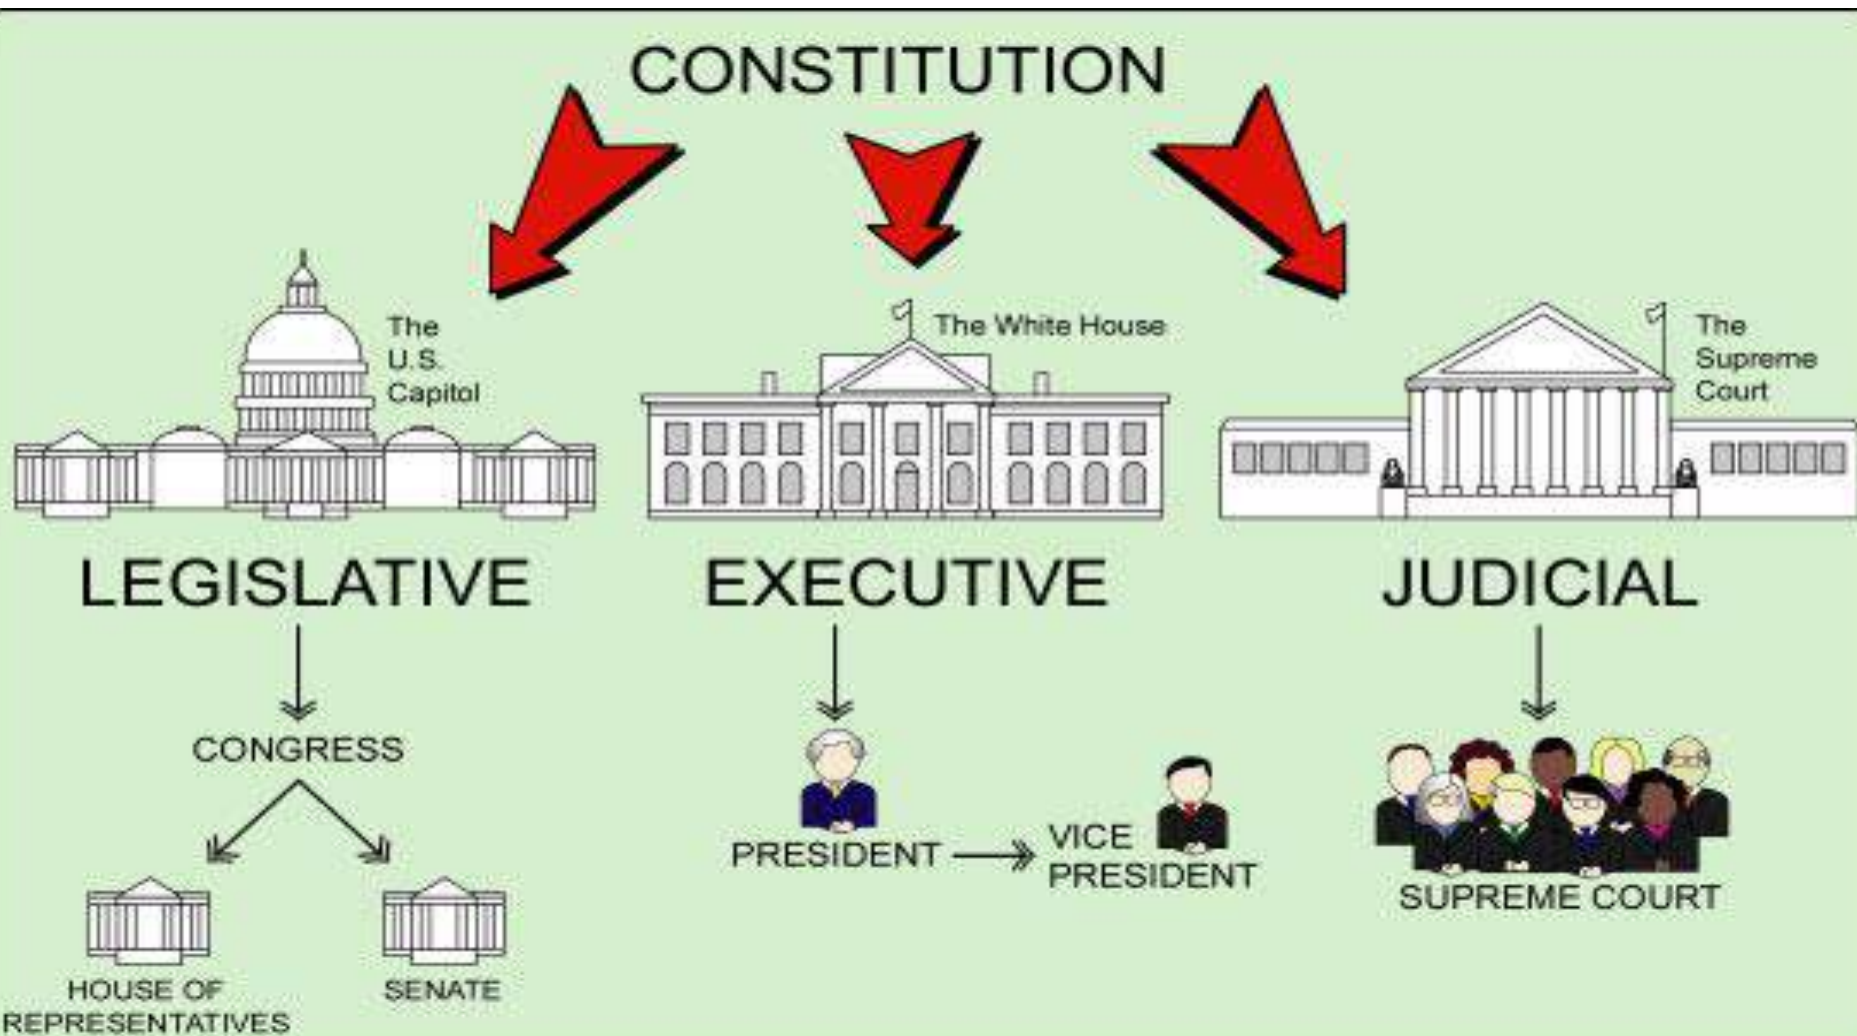 CONSTITUTION
The
U.S.
Capitol
The White House
The
Supreme
Court
LEGISLATIVE
EXECUTIVE
JUDICIAL
CONGRESS
HOUSE OF
REPRESENTATIVES
SENATE
PRESIDENT
VICE
PRESIDENT
SUPREME COURT